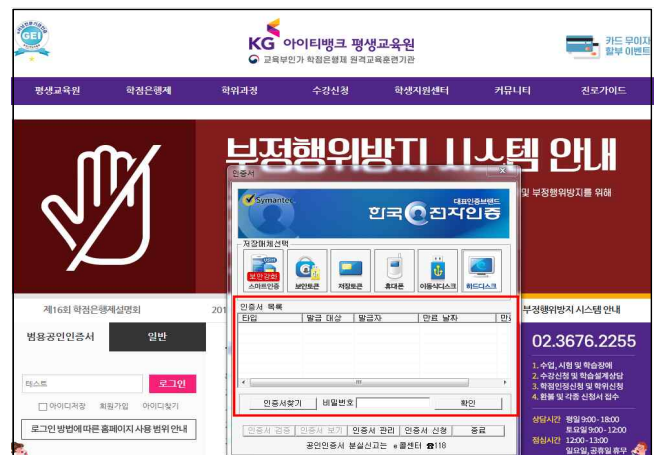 GEI
KG 아이티뱅크 평생교육원
교육부인가 학점은행제 원격교육훈련기관
카드 무이자
할부 이벤트
평생교육원 학점은행제 학위과정 수강신청 학생지원센터 커뮤니티 진로가이드
부정행위방지 시스템 안내
및 부정행위방지를 위해
인증서
Symantec
대표인증브랜드
한국전자인증
저장매체선택
USIM
보안강화
스마트인증 보안토큰 저장토큰 휴대폰 이동식디스크 하드디스크
인증서 목록
타입 발급 대상 발급자 만료 날짜
인증서찾기 비밀번호 확인
인증서 검증 인증서 보기 인증서 관리 인증서 신청 종료
공인인증서 분실신고는 e콜센터 ☎118
제16회 학점은행제설명회
201
부정행위방지 시스템 안내
범용공인인증서 일반
테스트
로그인
아이디저장 회원가입 아이디찾기
로그인 방법에 따른 홈페이지 사용 범위 안내
02.3676.2255
1. 수업, 시험 및 학습장애
2. 수강신청 및 학습설계상담
3. 학점인정신청 및 학위신청
4. 환불 및 각종 신청서 접수
상담시간 평일 9:00 - 18:00
토요일 9:00 - 12:00
점심시간 12:00 - 13:00
일요일, 공휴일 휴무